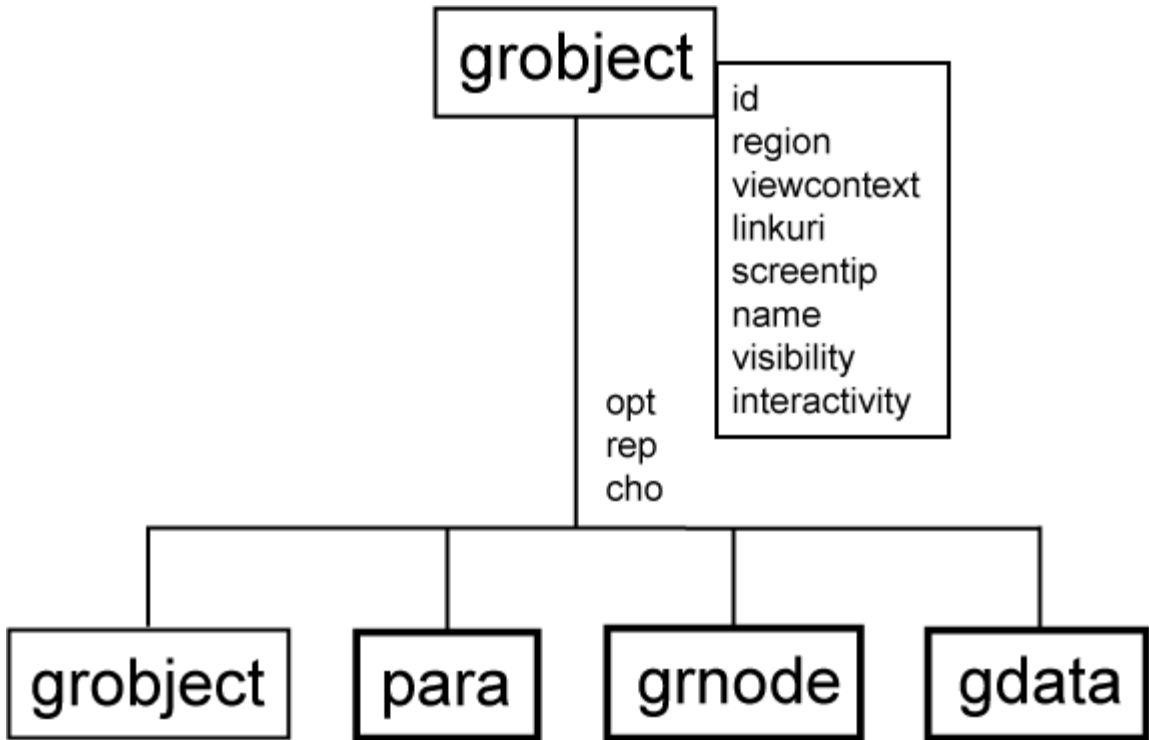 grobject
id
region
viewcontext
linkuri
screentip
name
visibility
interactivity
opt
rep
cho
grobject
para
grnode
gdata